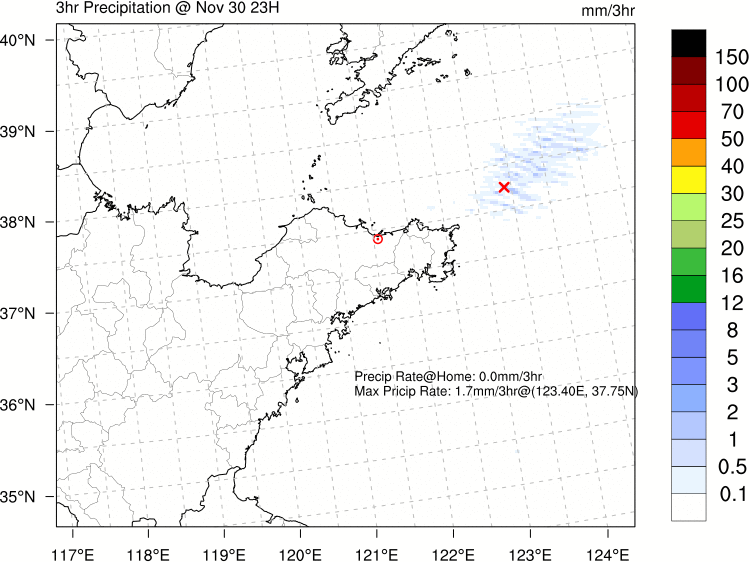 3hr Precipitation @ Nov 30 23H
mm/3hr
40°N
39°N
38°N
37°N
36°N
35°N
Precip Rate@Home: 0.0mm/3hr
Max Pricip Rate: 1.7mm/3hr@(123.40E, 37.75N)
117°E 118°E 119°E 120°E 121°E 122°E 123°E 124°E
150
100
70
50
40
30
25
20
16
12
8
5
3
2
1
0.5
0.1